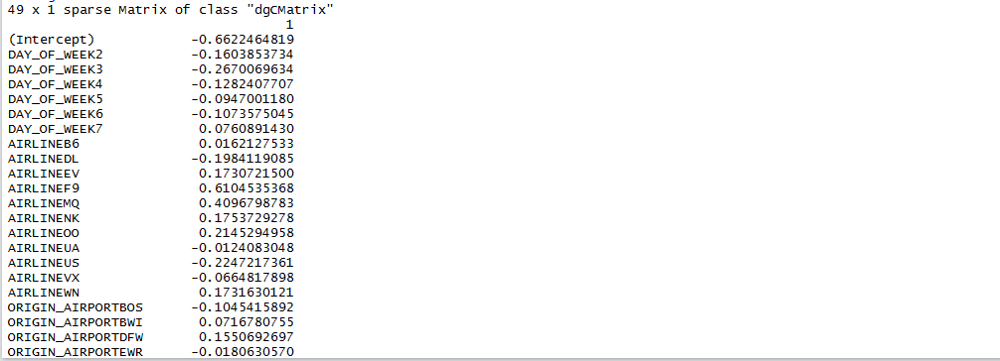 49 x 1 sparse Matrix of class "dgCMatrix"
1
(Intercept) -0.6622464819
DAY_OF_WEEK2 -0.1603853734
DAY_OF_WEEK3 -0.2670069634
DAY_OF_WEEK4 -0.1282407707
DAY_OF_WEEK5 -0.0947001180
DAY_OF_WEEK6 -0.1073575045
DAY_OF_WEEK7 0.0760891430
AIRLINEB6 0.0162127533
AIRLINEDL -0.1984119085
AIRLINEEV 0.1730721500
AIRLINEF9 0.6104535368
AIRLINEMQ 0.4096798783
AIRLINENK 0.1753729278
AIRLINEOO 0.2145294958
AIRLINEUA -0.0124083048
AIRLINEUS -0.2247217361
AIRLINEVX -0.0664817898
AIRLINEWN 0.1731630121
ORIGIN_AIRPORTBOS -0.1045415892
ORIGIN_AIRPORTBWI 0.0716780755
ORIGIN_AIRPORTDFW 0.1550692697
ORIGIN_AIRPORTEWR -0.0180630570